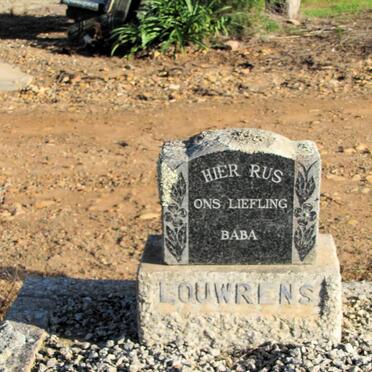 HIER RUS
ONS LIEFLING
BABA
LOUWRENS